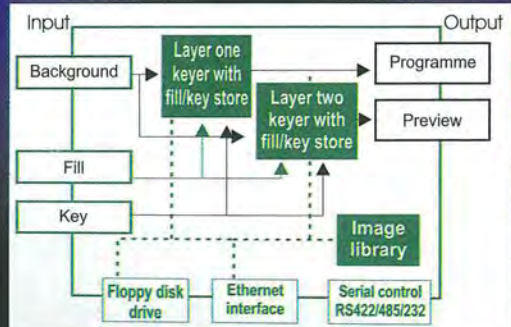 Input
Output
Background
Layer one
keyer with
fill/key store
Programme
Layer two
keyer with
fill/key store
Preview
Fill
Key
Image
library
Floppy disk
drive
Ethernet
interface
Serial control
RS422/485/232